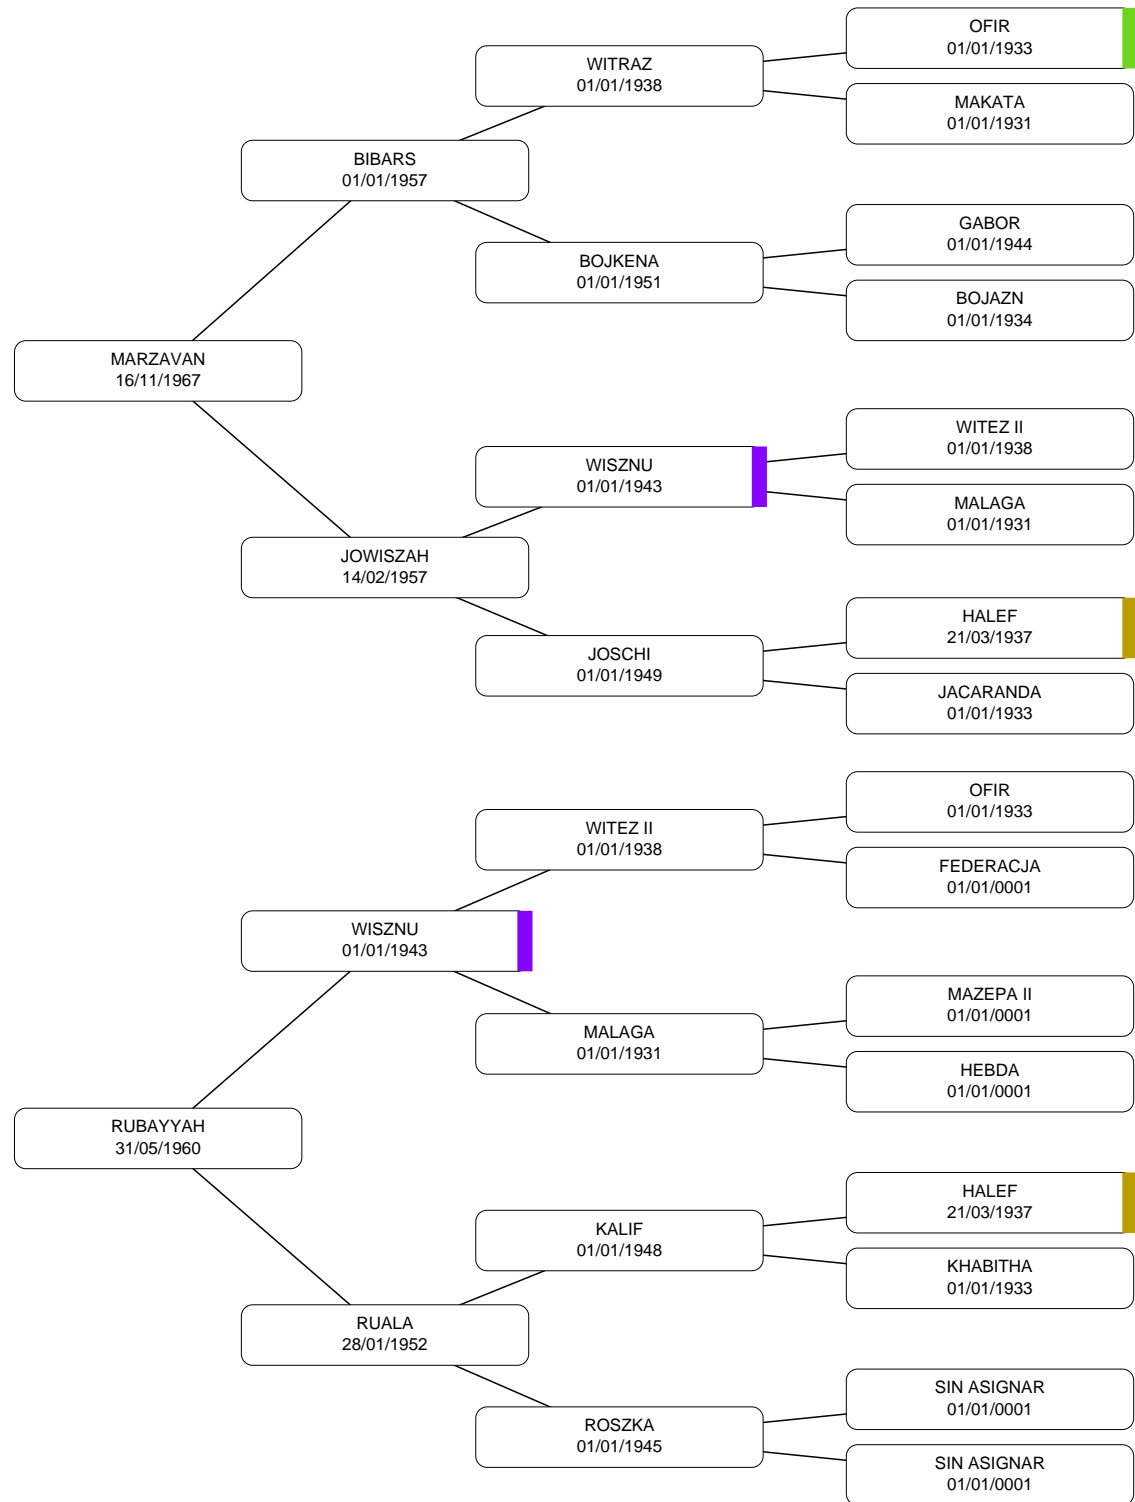 OFIR
01/01/1933
WITRAZ
01/01/1938
MAKATA
01/01/1931
BIBARS
01/01/1957
GABOR
01/01/1944
BOJKENA
01/01/1951
BOJAZN
01/01/1934
MARZAVAN
16/11/1967
WITEZ II
01/01/1938
WISZNU
01/01/1943
MALAGA
01/01/1931
JOWISZAH
14/02/1957
HALEF
21/03/1937
JOSCHI
01/01/1949
JACARANDA
01/01/1933
OFIR
01/01/1933
WITEZ II
01/01/1938
FEDERACJA
01/01/0001
WISZNU
01/01/1943
MAZEPA II
01/01/0001
MALAGA
01/01/1931
HEBDA
01/01/0001
RUBAYYAH
31/05/1960
HALEF
21/03/1937
KALIF
01/01/1948
KHABITHA
01/01/1933
RUALA
28/01/1952
SIN ASIGNAR
01/01/0001
ROSZKA
01/01/1945
SIN ASIGNAR
01/01/0001